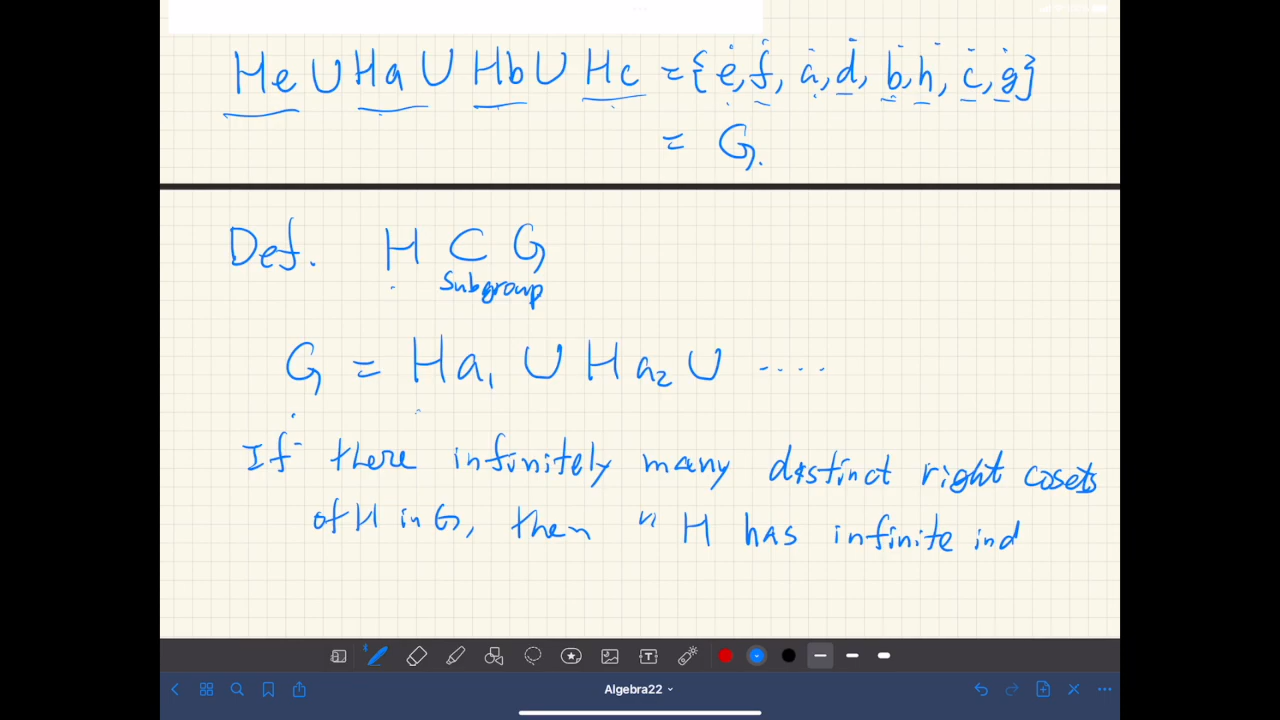 He ∪ Ha ∪ Hb ∪ Hc = {e, f, a, d, b, h, c, g}
= G.
Def. H ⊂ G
Subgroup
G = Ha₁ ∪ Ha₂ ∪ ....
If there infinitely many distinct right cosets
of H in G, then " H has infinite ind
Algebra22